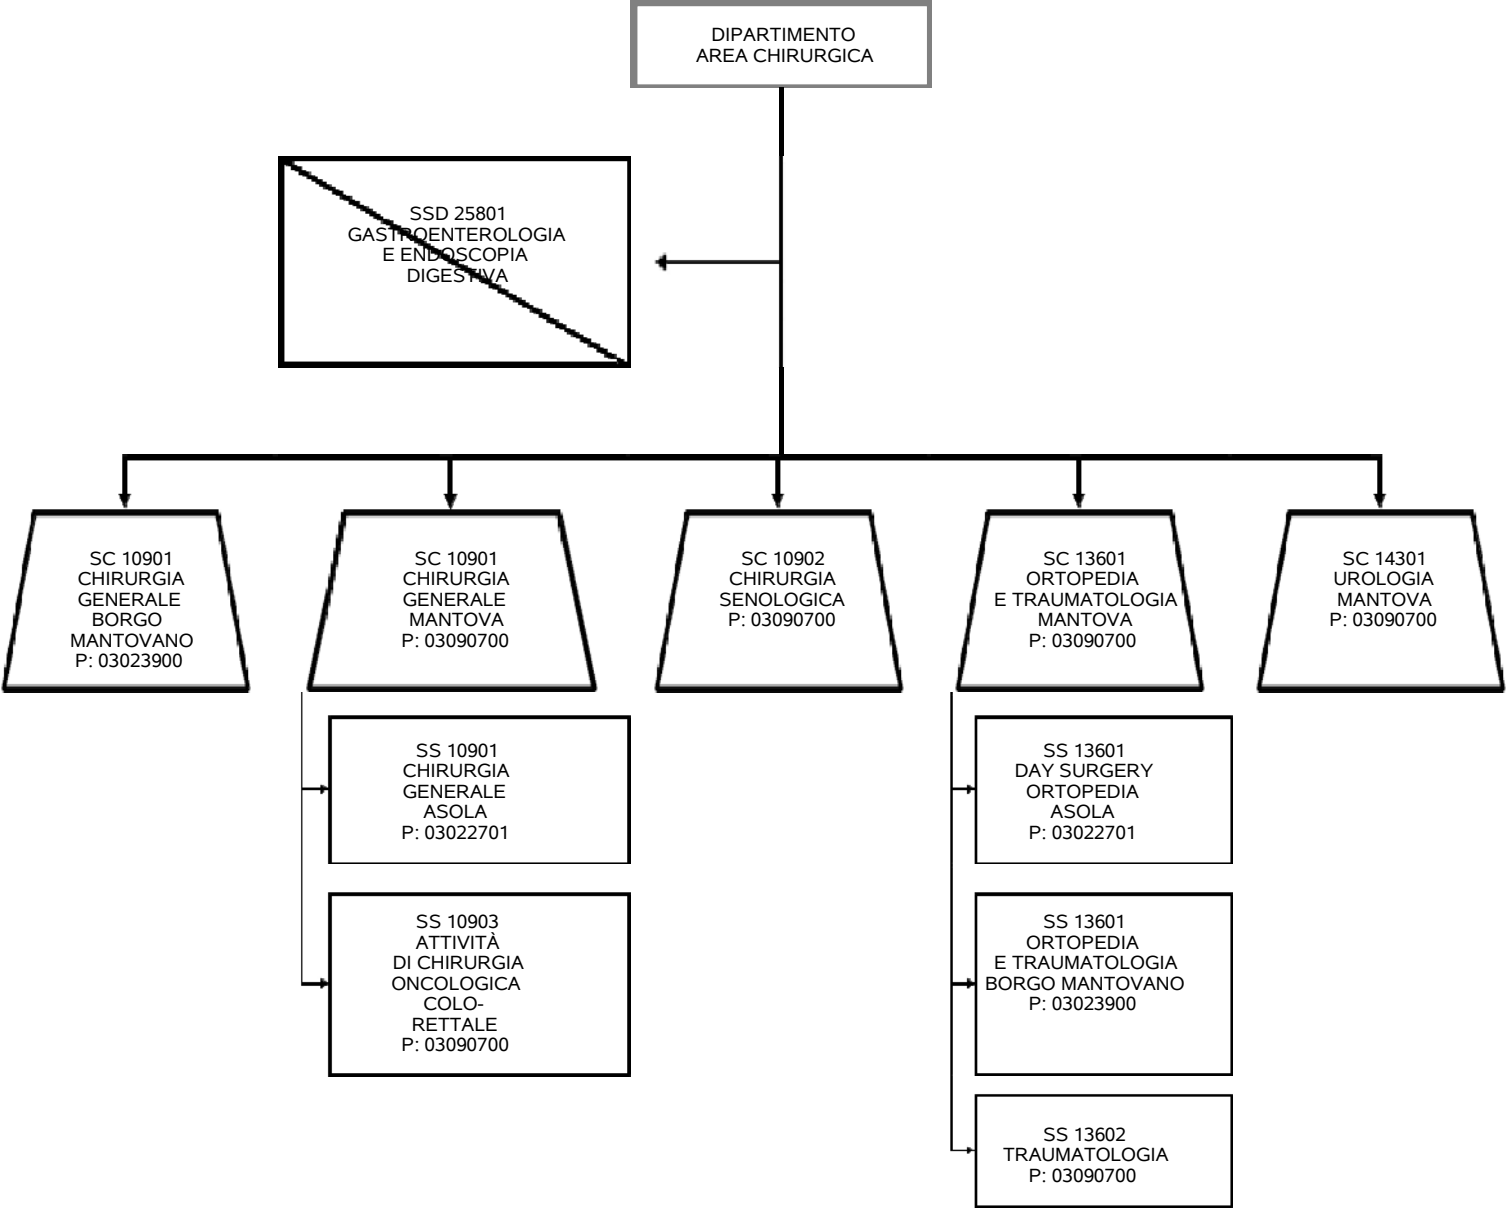 DIPARTIMENTO
AREA CHIRURGICA
SSD 25801
GASTROENTEROLOGIA
E ENDOSCOPIA
DIGESTIVA
SC 10901
CHIRURGIA
GENERALE
BORGO
MANTOVANO
P: 03023900
SC 10901
CHIRURGIA
GENERALE
MANTOVA
P: 03090700
SC 10902
CHIRURGIA
SENOLOGICA
P: 03090700
SC 13601
ORTOPEDIA
E TRAUMATOLOGIA
MANTOVA
P: 03090700
SC 14301
UROLOGIA
MANTOVA
P: 03090700
SS 10901
CHIRURGIA
GENERALE
ASOLA
P: 03022701
SS 10903
ATTIVITÀ
DI CHIRURGIA
ONCOLOGICA
COLO-
RETTALE
P: 03090700
SS 13601
DAY SURGERY
ORTOPEDIA
ASOLA
P: 03022701
SS 13601
ORTOPEDIA
E TRAUMATOLOGIA
BORGO MANTOVANO
P: 03023900
SS 13602
TRAUMATOLOGIA
P: 03090700